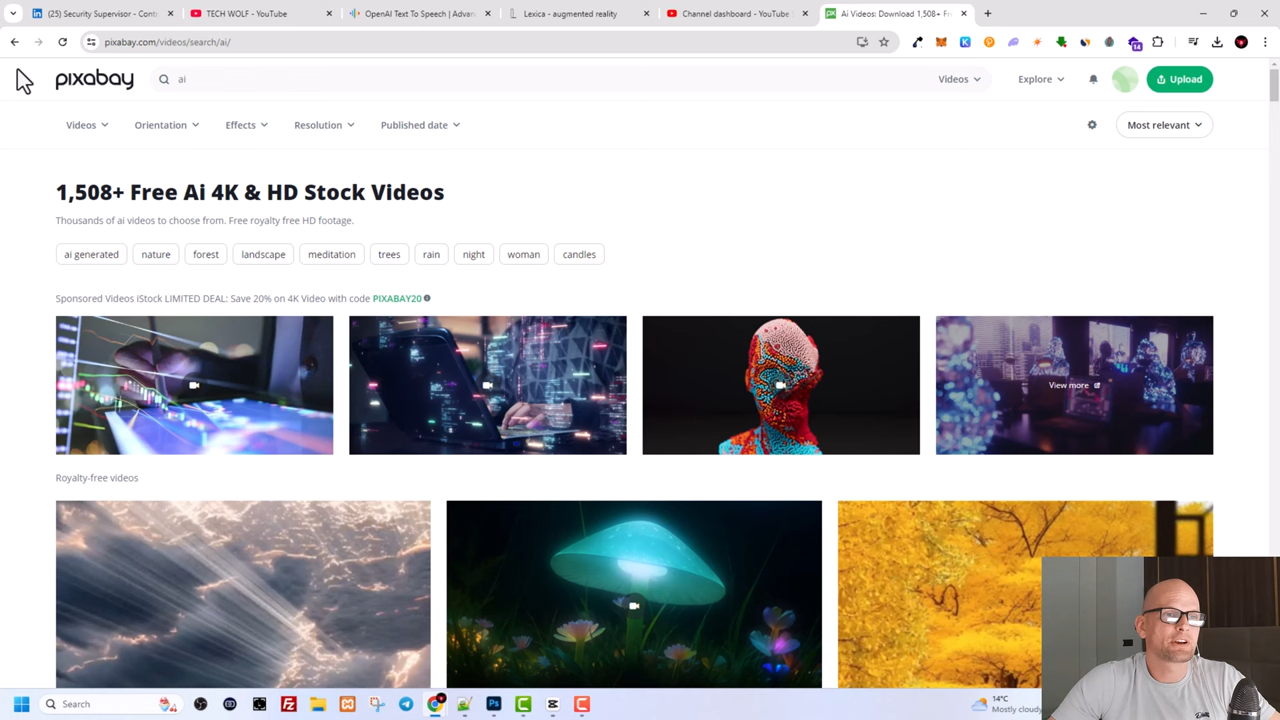 (25) Security Supervisor - Contr
TECH WOLF - YouTube
OpenAI Text To Speech | Advan
Lexica - augmented reality
Channel dashboard - YouTube
Ai Videos: Download 1,508+ Fr
pixabay.com/videos/search/ai/
14
pixabay
ai
Videos
Explore
Upload
Videos
Orientation
Effects
Resolution
Published date
Most relevant
1,508+ Free Ai 4K & HD Stock Videos
Thousands of ai videos to choose from. Free royalty free HD footage.
ai generated
nature
forest
landscape
meditation
trees
rain
night
woman
candles
Sponsored Videos iStock LIMITED DEAL: Save 20% on 4K Video with code PIXABAY20
View more
Royalty-free videos
Search
14°C
Mostly cloudy